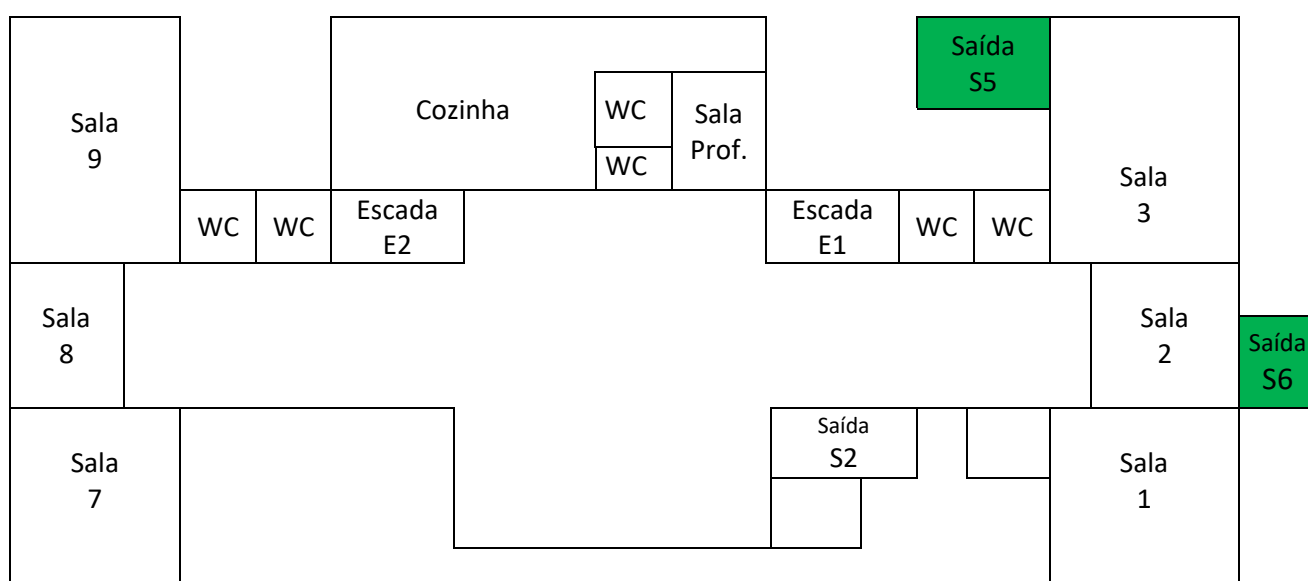 Saída
S5
Sala
9
Cozinha
WC
WC
Sala
Prof.
Sala
3
WC
WC
Escada
E2
Escada
E1
WC
WC
Sala
8
Sala
2
Saída
S6
Sala
7
Saída
S2
Sala
1